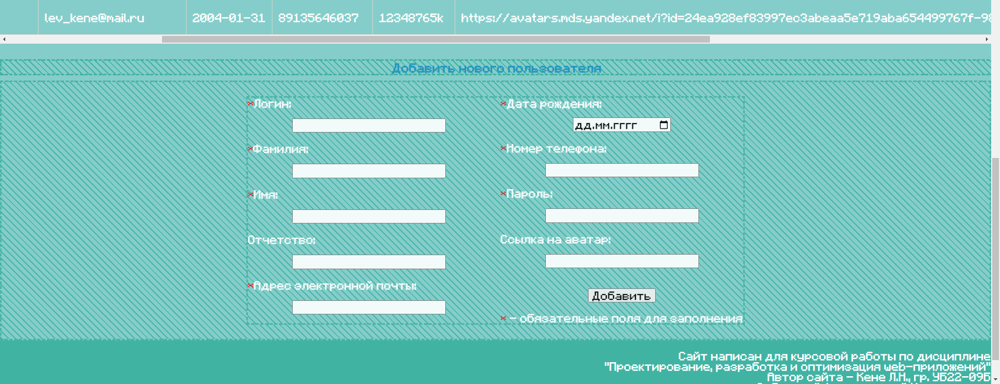 lev_kene@mail.ru 2004-01-31 89135646037 12348765k https://avatars.mds.yandex.net/i?id=24ea928ef83997ec3abeaa5e719aba654499767f-98
Добавить нового пользователя
*Логин: *Дата рождения:
дд.мм.гггг
*Фамилия: *Номер телефона:
*Имя: *Пароль:
Отчетство: Ссылка на аватар:
*Адрес электронной почты:
Добавить
* - обязательные поля для заполнения
Сайт написан для курсовой работы по дисциплине
"Проектирование, разработка и оптимизация web-приложений"
Автор сайта - Кене Л.Н., гр. УБ22-09Б